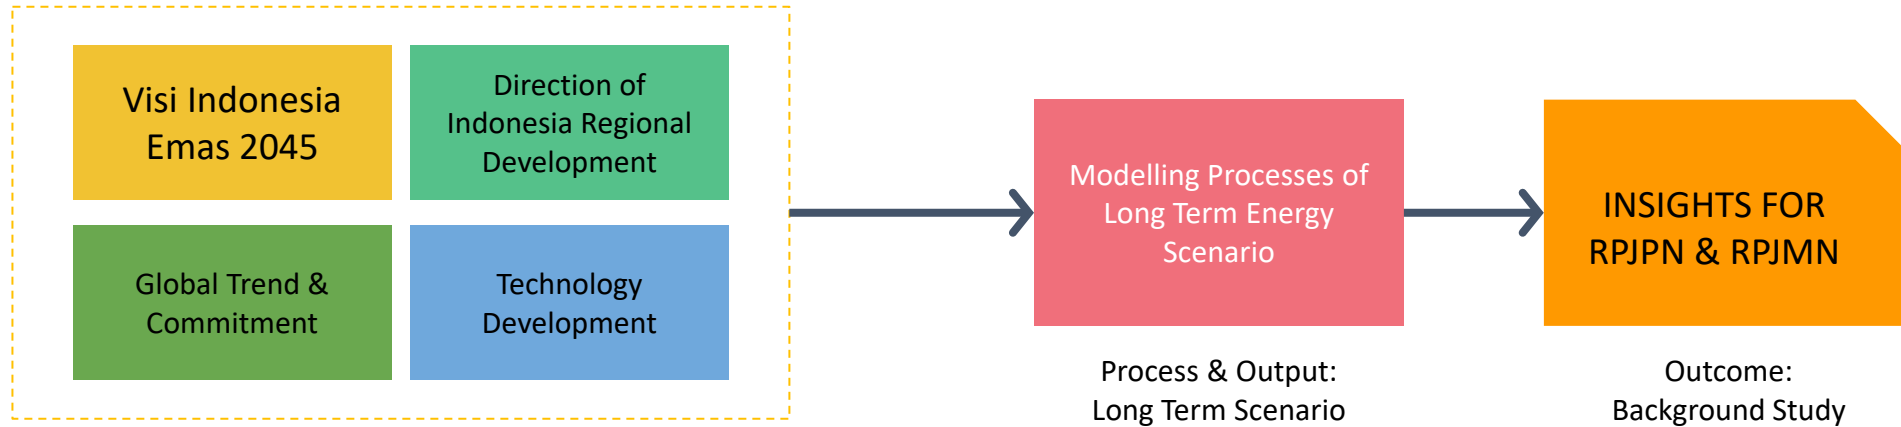 Visi Indonesia
Emas 2045
Direction of
Indonesia Regional
Development
Global Trend &
Commitment
Technology
Development
Modelling Processes of
Long Term Energy
Scenario
Process & Output:
Long Term Scenario
INSIGHTS FOR
RPJPN & RPJMN
Outcome:
Background Study